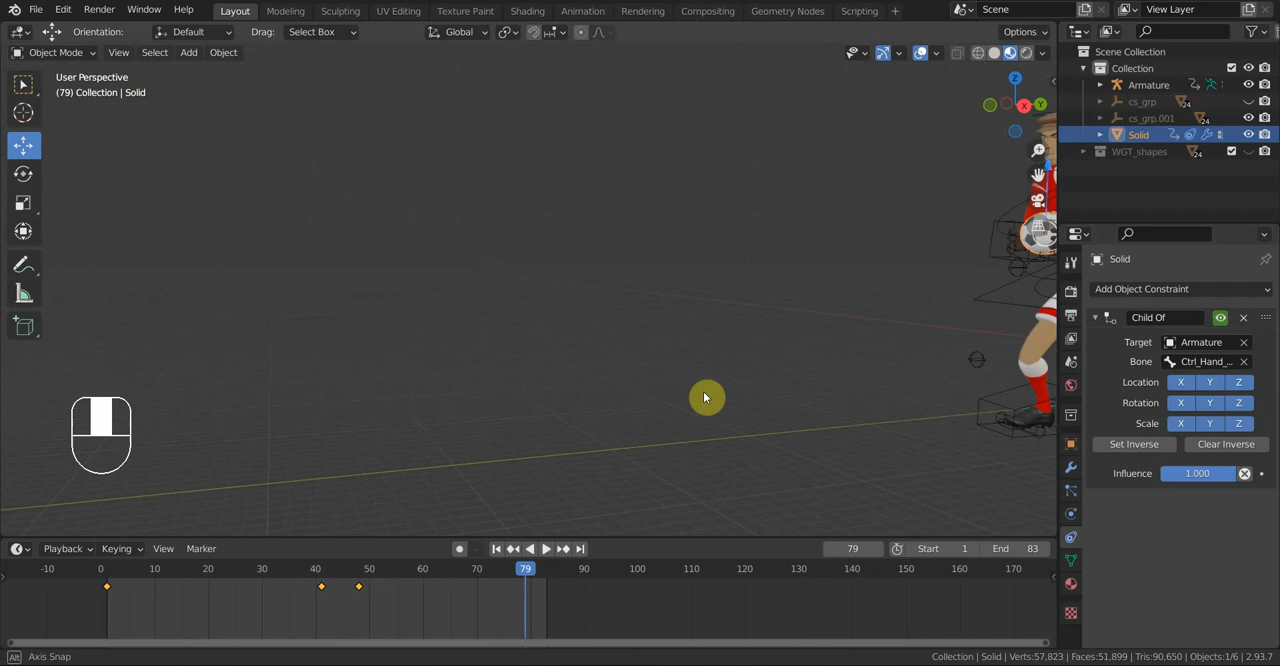 File Edit Render Window Help Layout Modeling Sculpting UV Editing Texture Paint Shading Animation Rendering Compositing Geometry Nodes Scripting + Scene View Layer
Orientation: Default Drag: Select Box Global Options
Object Mode View Select Add Object
User Perspective
(79) Collection | Solid
Z
X
Y
Scene Collection
Collection
Armature
cs_grp 24
cs_grp.001 24
Solid
WGT_shapes 24
Solid
Add Object Constraint
Child Of
Target Armature
Bone Ctrl_Hand_...
Location X Y Z
Rotation X Y Z
Scale X Y Z
Set Inverse Clear Inverse
Influence 1.000
Playback Keying View Marker 79 Start 1 End 83
-10 0 10 20 30 40 50 60 70 79 90 100 110 120 130 140 150 160 170
Alt Axis Snap Collection | Solid | Verts:57,823 | Faces:51,899 | Tris:90,650 | Objects:1/6 | 2.93.7